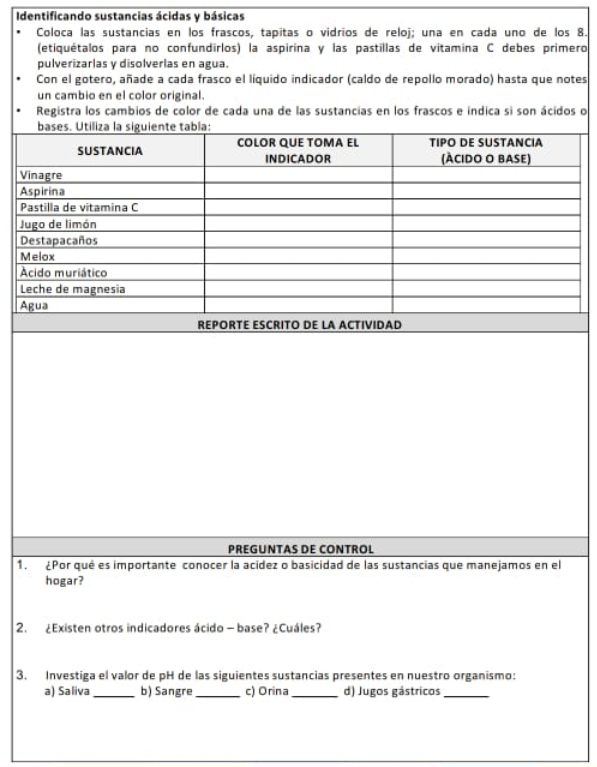 Identificando sustancias ácidas y básicas
• Coloca las sustancias en los frascos, tapitas o vidrios de reloj; una en cada uno de los 8.
(etiquétalos para no confundirlos) la aspirina y las pastillas de vitamina C debes primero
pulverizarlas y disolverlas en agua.
• Con el gotero, añade a cada frasco el líquido indicador (caldo de repollo morado) hasta que notes
un cambio en el color original.
• Registra los cambios de color de cada una de las sustancias en los frascos e indica si son ácidos o
bases. Utiliza la siguiente tabla:
SUSTANCIA
COLOR QUE TOMA EL
INDICADOR
TIPO DE SUSTANCIA
(ÀCIDO O BASE)
Vinagre
Aspirina
Pastilla de vitamina C
Jugo de limón
Destapacaños
Melox
Àcido muriático
Leche de magnesia
Agua
REPORTE ESCRITO DE LA ACTIVIDAD
PREGUNTAS DE CONTROL
1. ¿Por qué es importante conocer la acidez o basicidad de las sustancias que manejamos en el
hogar?
2. ¿Existen otros indicadores ácido – base? ¿Cuáles?
3. Investiga el valor de pH de las siguientes sustancias presentes en nuestro organismo:
a) Saliva ______ b) Sangre ______ c) Orina ______ d) Jugos gástricos ______